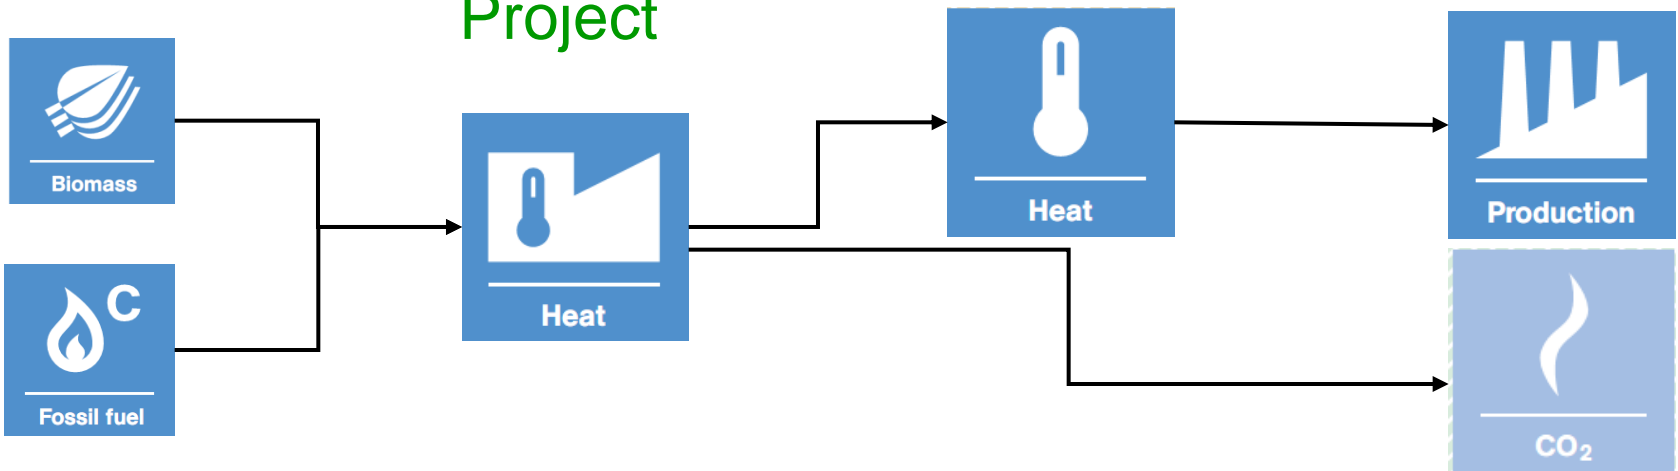 Project
Biomass
Fossil fuel
C
Heat
Heat
Production
CO₂